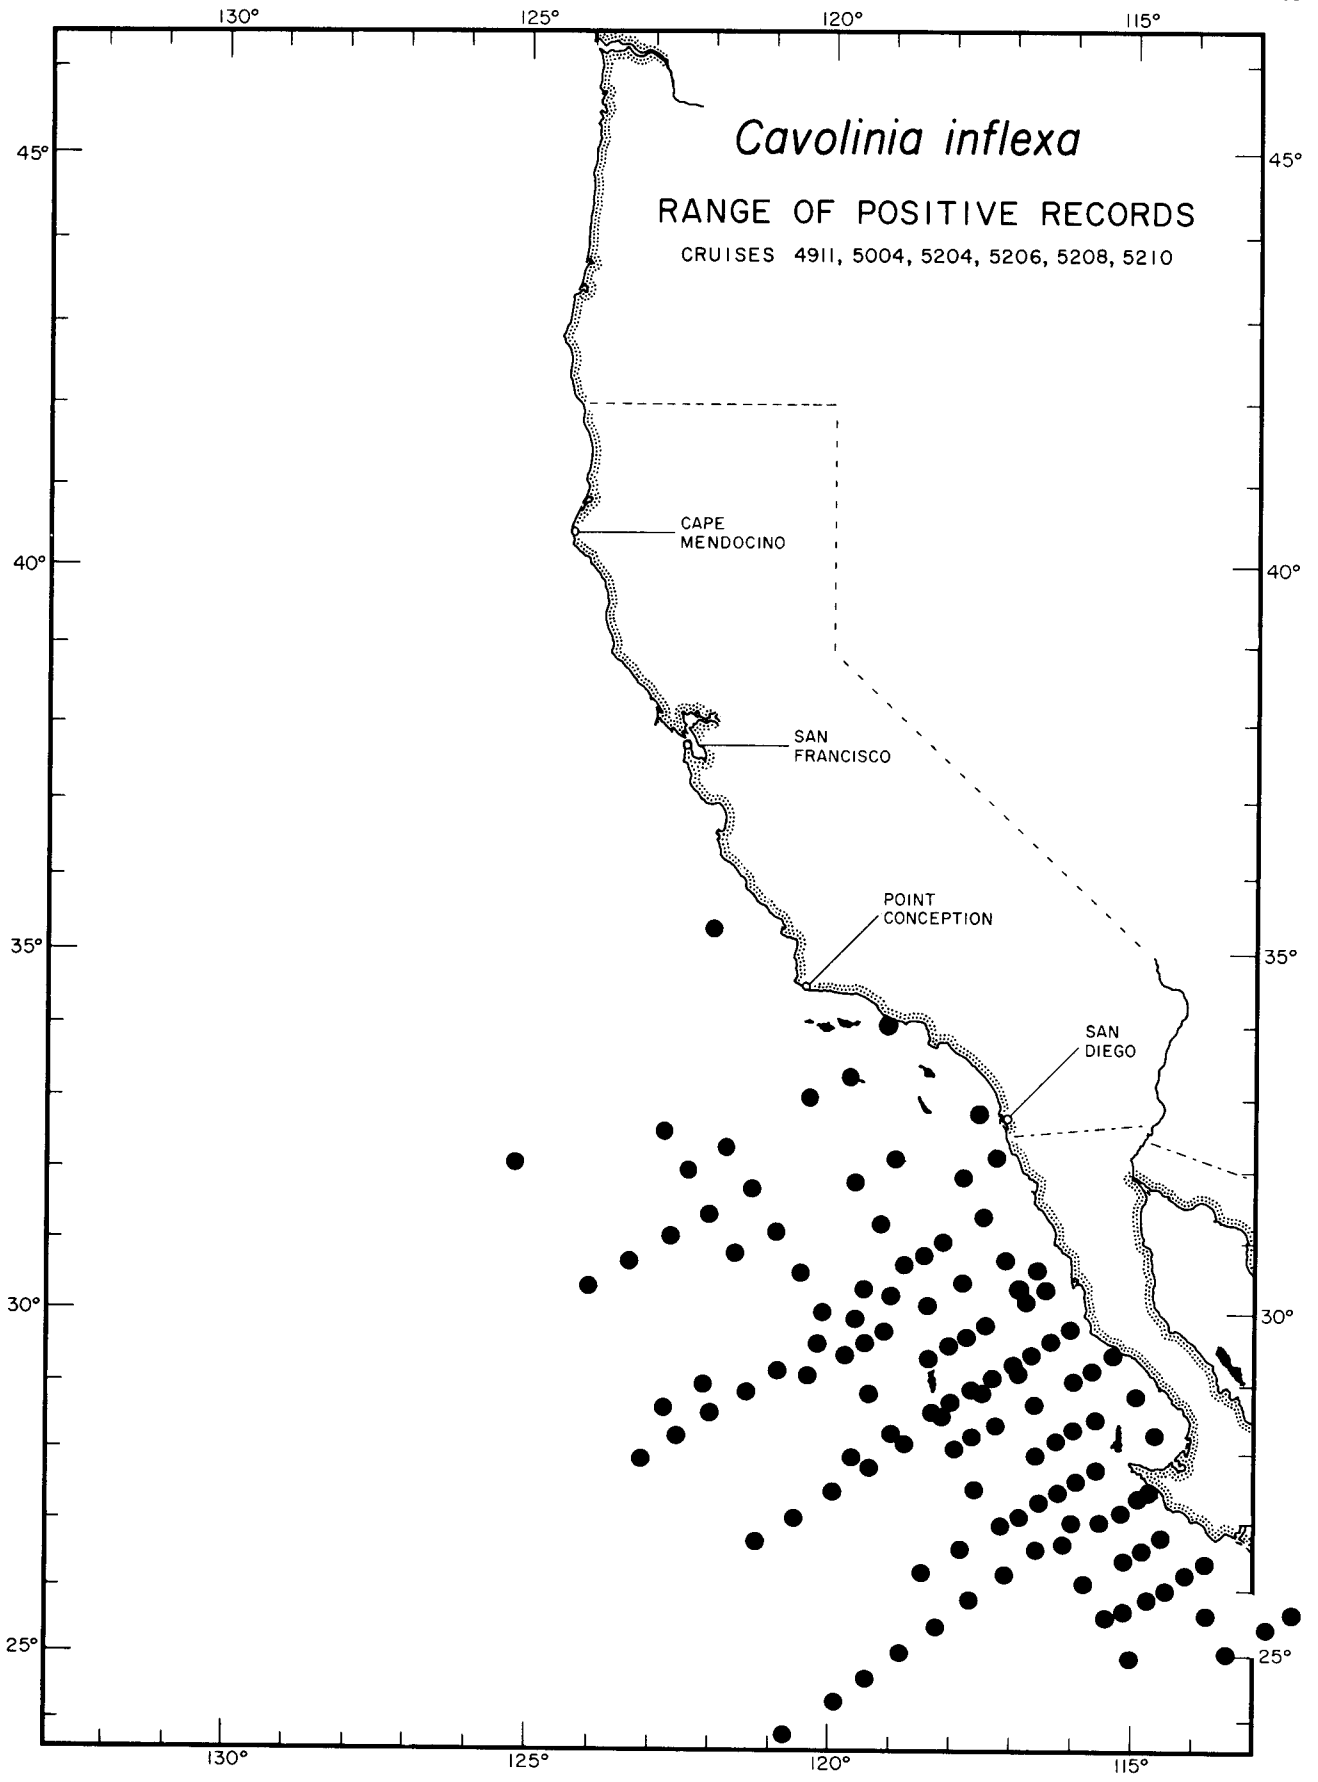 130°
125°
120°
115°
Cavolinia inflexa
RANGE OF POSITIVE RECORDS
CRUISES 4911, 5004, 5204, 5206, 5208, 5210
45°
45°
CAPE
MENDOCINO
40°
40°
SAN
FRANCISCO
POINT
CONCEPTION
35°
35°
SAN
DIEGO
30°
30°
25°
25°
130°
125°
120°
115°